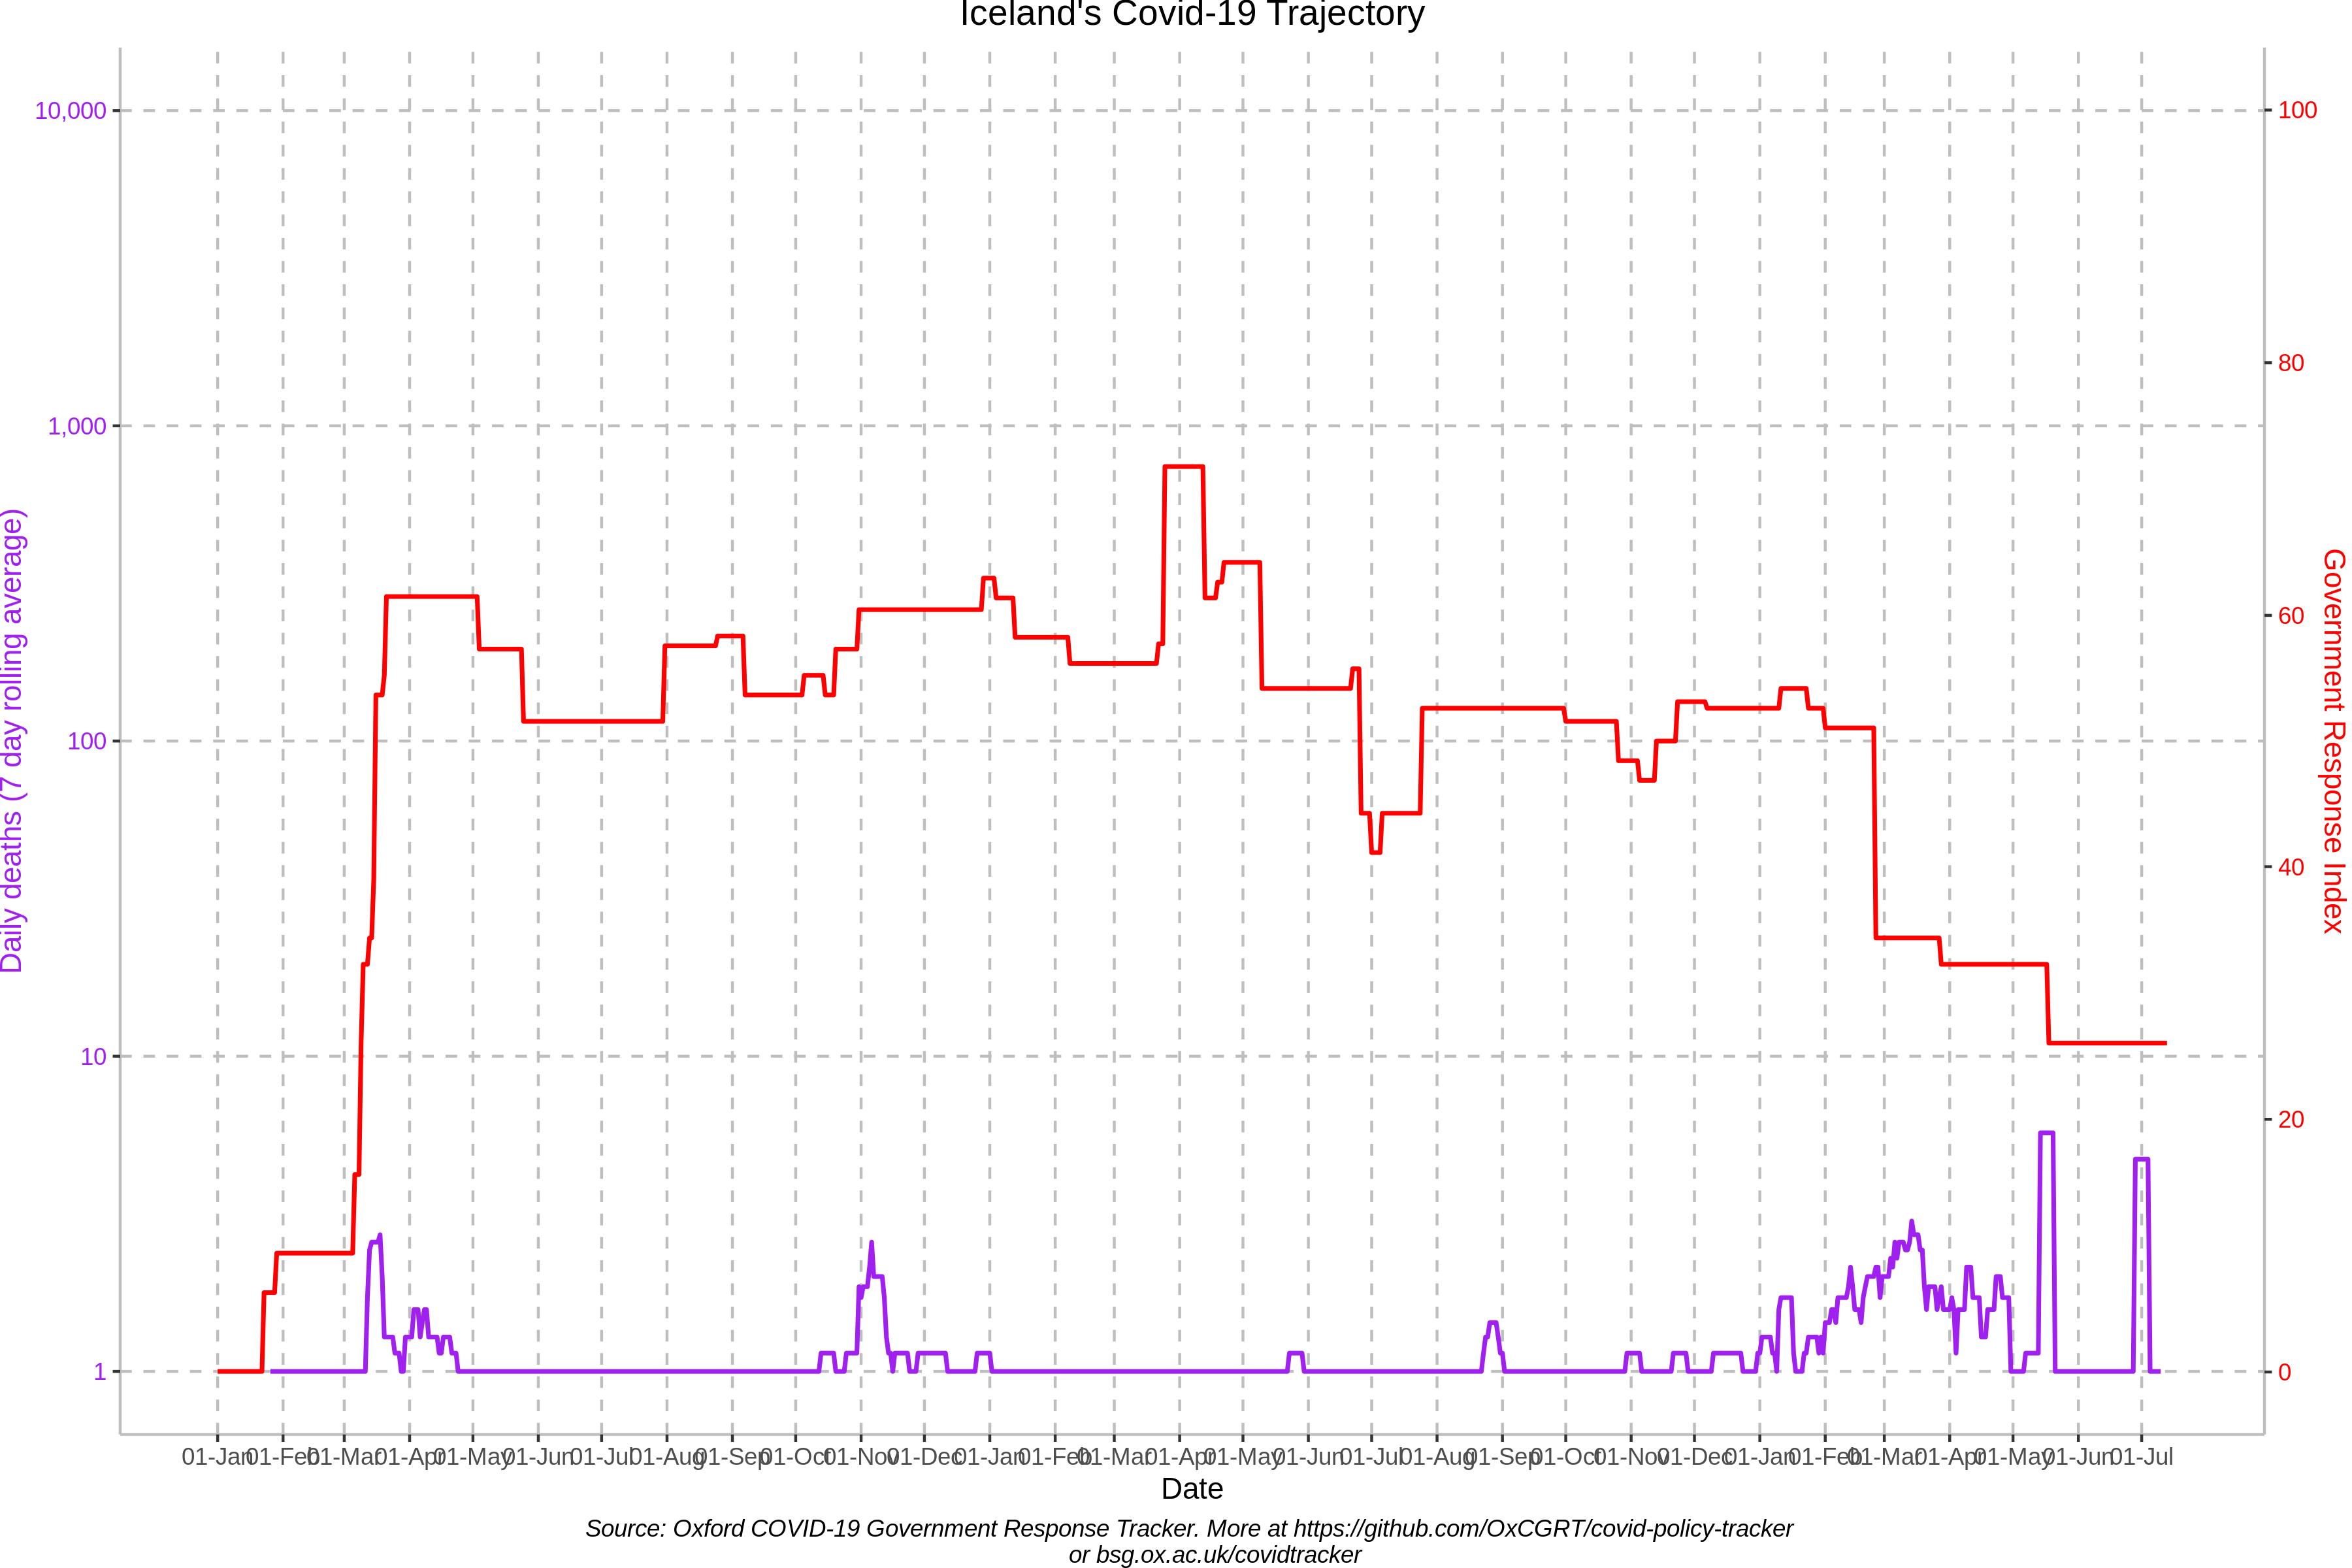 Iceland's Covid-19 Trajectory
10,000
1,000
100
10
1
Daily deaths (7 day rolling average)
100
80
60
40
20
0
Government Response Index
01-Jan 01-Feb 01-Mar 01-Apr 01-May 01-Jun 01-Jul 01-Aug 01-Sep 01-Oct 01-Nov 01-Dec 01-Jan 01-Feb 01-Mar 01-Apr 01-May 01-Jun 01-Jul 01-Aug 01-Sep 01-Oct 01-Nov 01-Dec 01-Jan 01-Feb 01-Mar 01-Apr 01-May 01-Jun 01-Jul
Date
Source: Oxford COVID-19 Government Response Tracker. More at https://github.com/OxCGRT/covid-policy-tracker
or bsg.ox.ac.uk/covidtracker